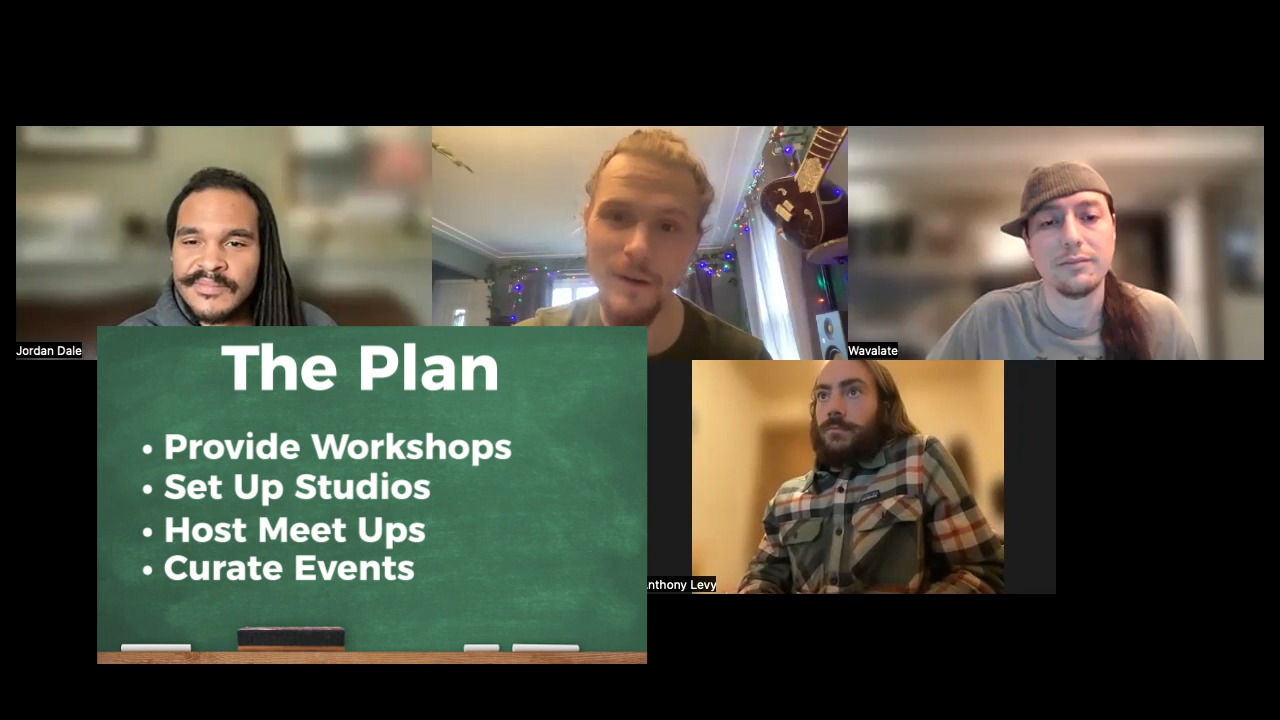 Jordan Dale
Wavalate
The Plan
• Provide Workshops
• Set Up Studios
• Host Meet Ups
• Curate Events
nthony Levy